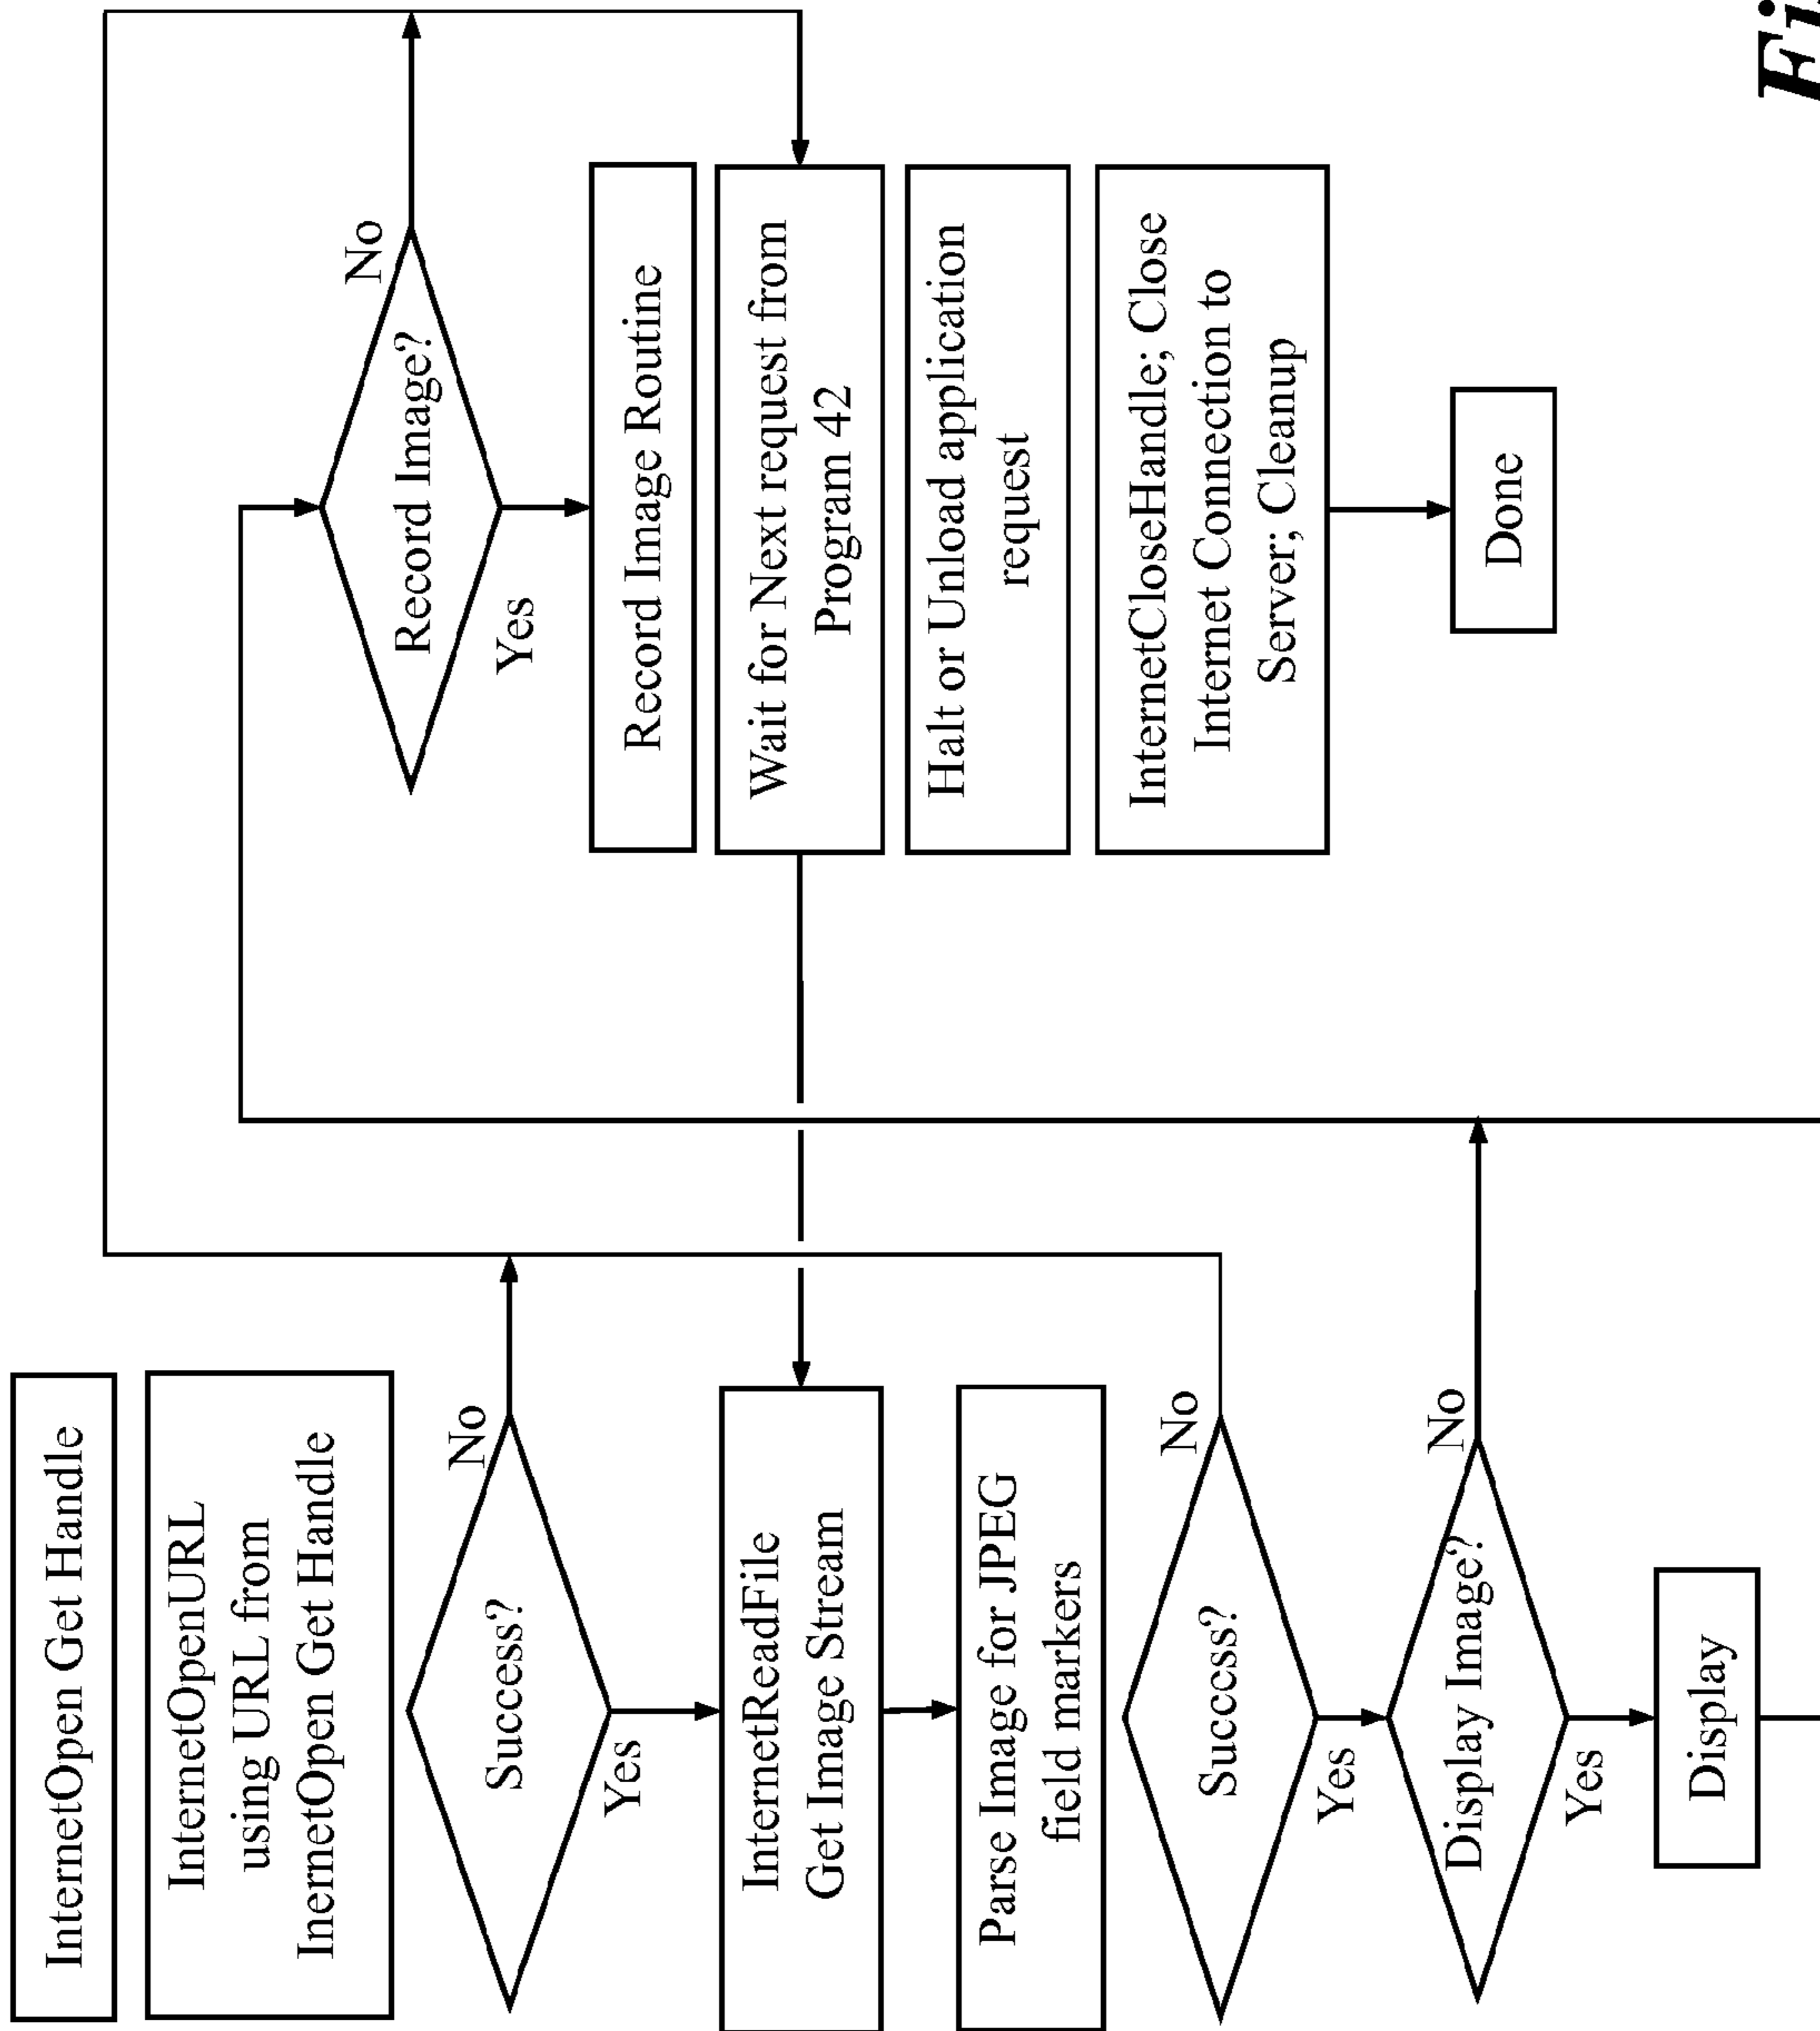 InternetOpen Get Handle
InternetOpenURL
using URL from
InernetOpen Get Handle
Success?
No
Yes
InternetReadFile
Get Image Stream
Parse Image for JPEG
field markers
Success?
No
Yes
Display Image?
No
Yes
Display
Record Image?
No
Yes
Record Image Routine
Wait for Next request from
Program 42
Halt or Unload application
request
InternetCloseHandle; Close
Internet Connection to
Server; Cleanup
Done